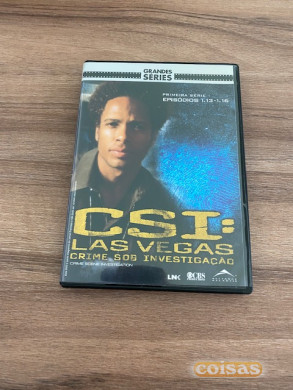 GRANDES
SÉRIES
PRIMEIRA SÉRIE
EPISÓDIOS 1.13-1.16
CSI:
LAS VEGAS
CRIME SOB INVESTIGAÇÃO
CRIME SCENE INVESTIGATION
LNK
CBS
coisas